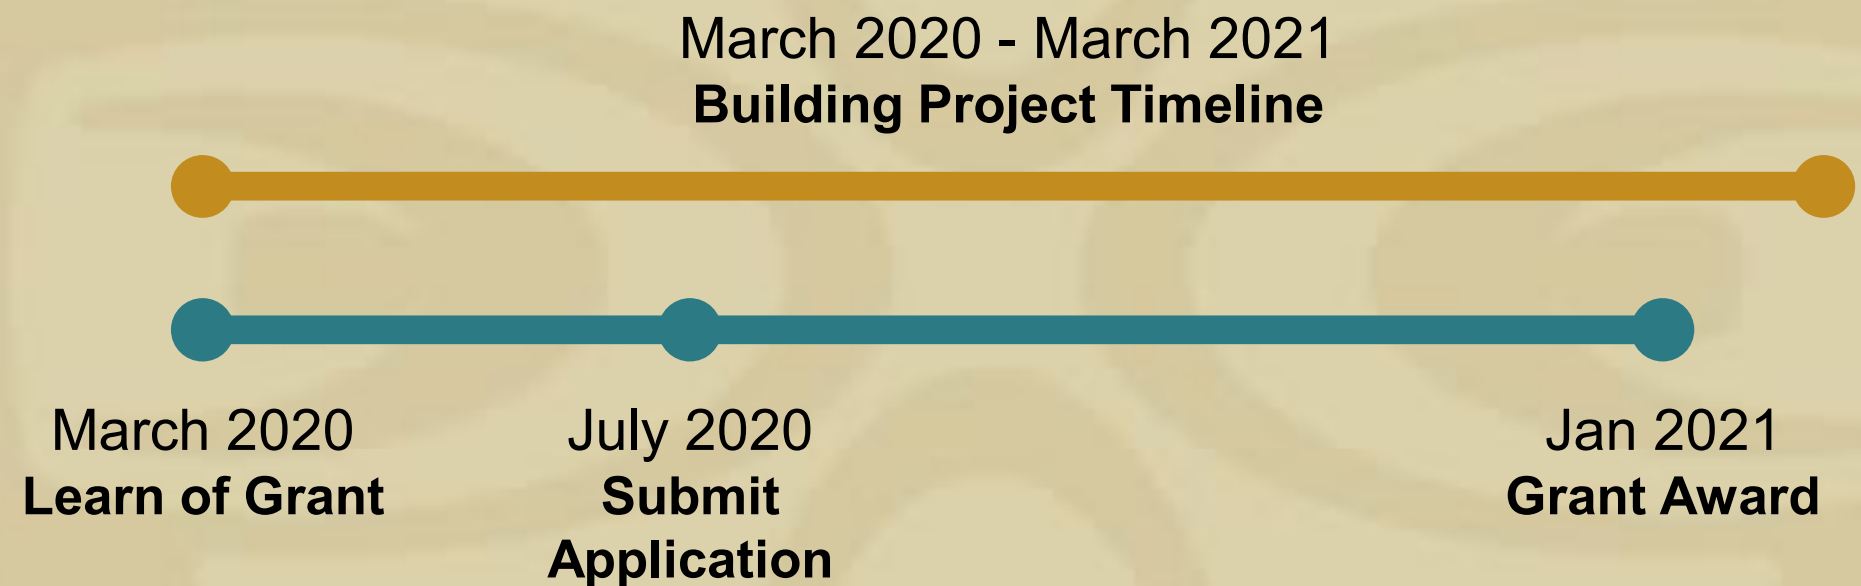 March 2020 - March 2021
Building Project Timeline
March 2020
Learn of Grant
July 2020
Submit
Application
Jan 2021
Grant Award